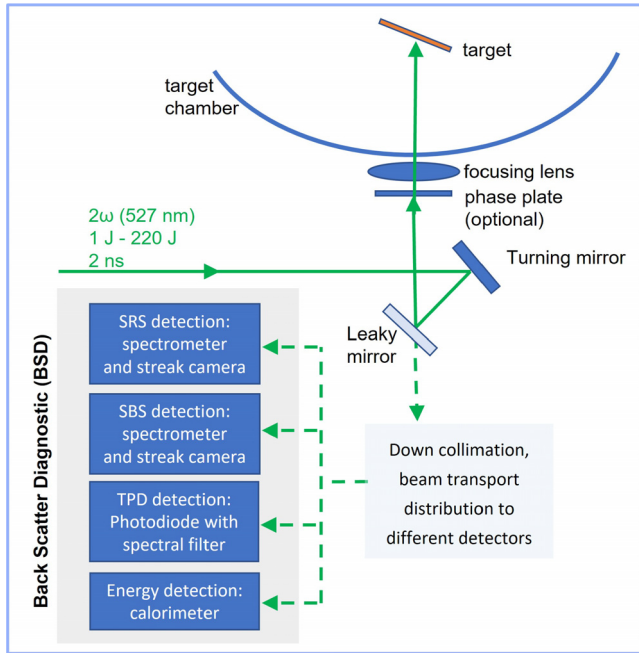 target
target
chamber
focusing lens
phase plate
(optional)
2ω (527 nm)
1 J - 220 J
2 ns
Turning mirror
Leaky
mirror
Back Scatter Diagnostic (BSD)
SRS detection:
spectrometer
and streak camera
SBS detection:
spectrometer
and streak camera
TPD detection:
Photodiode with
spectral filter
Energy detection:
calorimeter
Down collimation,
beam transport
distribution to
different detectors